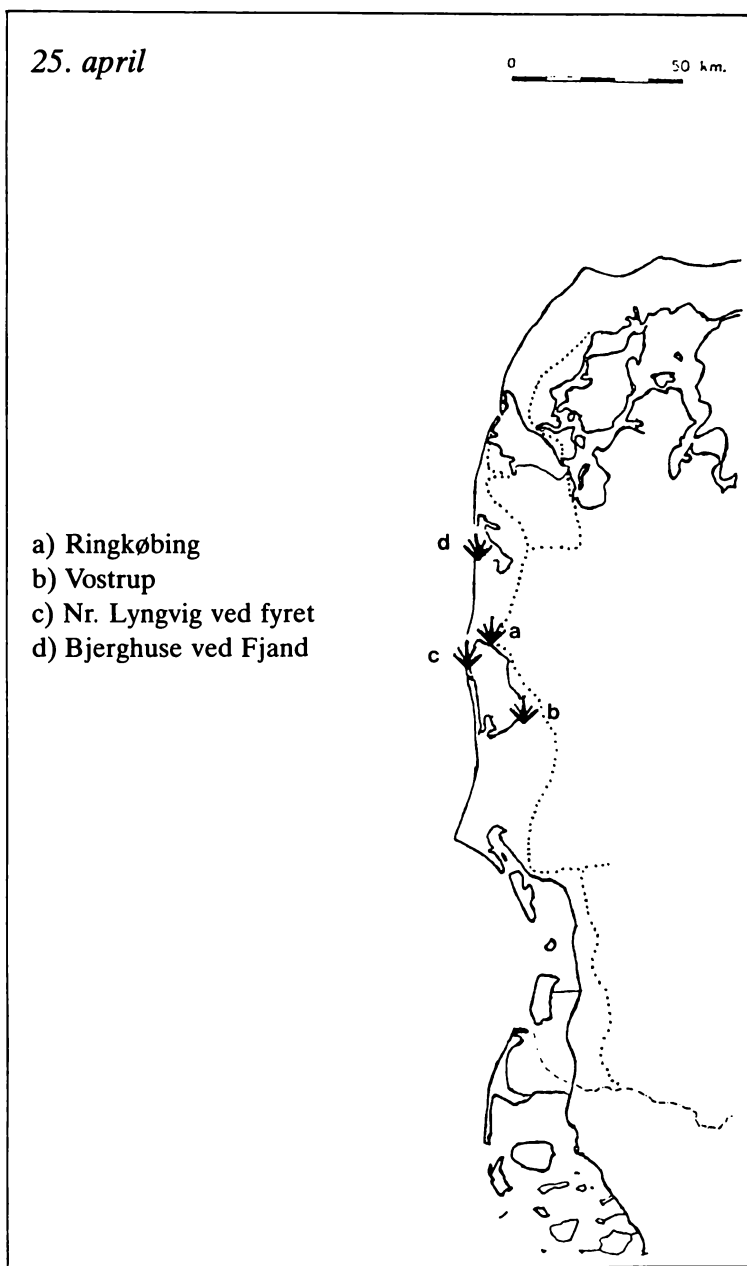 25. april
0 50 km.
a) Ringkøbing
b) Vostrup
c) Nr. Lyngvig ved fyret
d) Bjerghuse ved Fjand
d
a
c
b